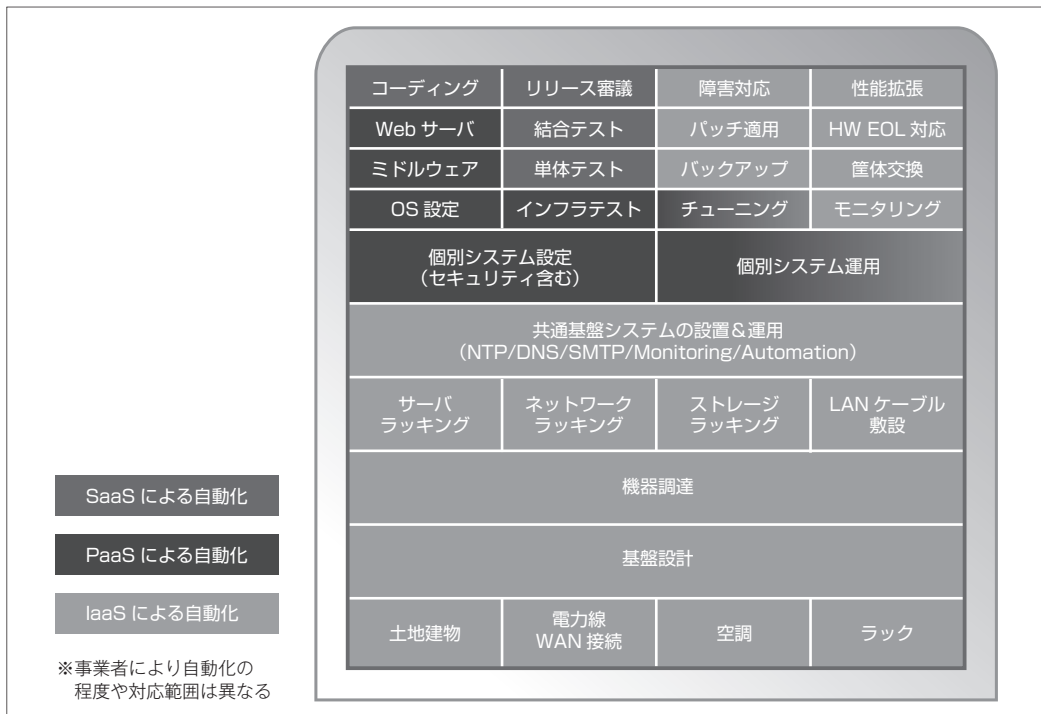 コーディング
リリース審議
障害対応
性能拡張
Web サーバ
結合テスト
パッチ適用
HW EOL 対応
ミドルウェア
単体テスト
バックアップ
筐体交換
OS 設定
インフラテスト
チューニング
モニタリング
個別システム設定
（セキュリティ含む）
個別システム運用
共通基盤システムの設置＆運用
（NTP/DNS/SMTP/Monitoring/Automation）
サーバ
ラッキング
ネットワーク
ラッキング
ストレージ
ラッキング
LAN ケーブル
敷設
機器調達
基盤設計
土地建物
電力線
WAN 接続
空調
ラック
SaaS による自動化
PaaS による自動化
IaaS による自動化
※事業者により自動化の
程度や対応範囲は異なる